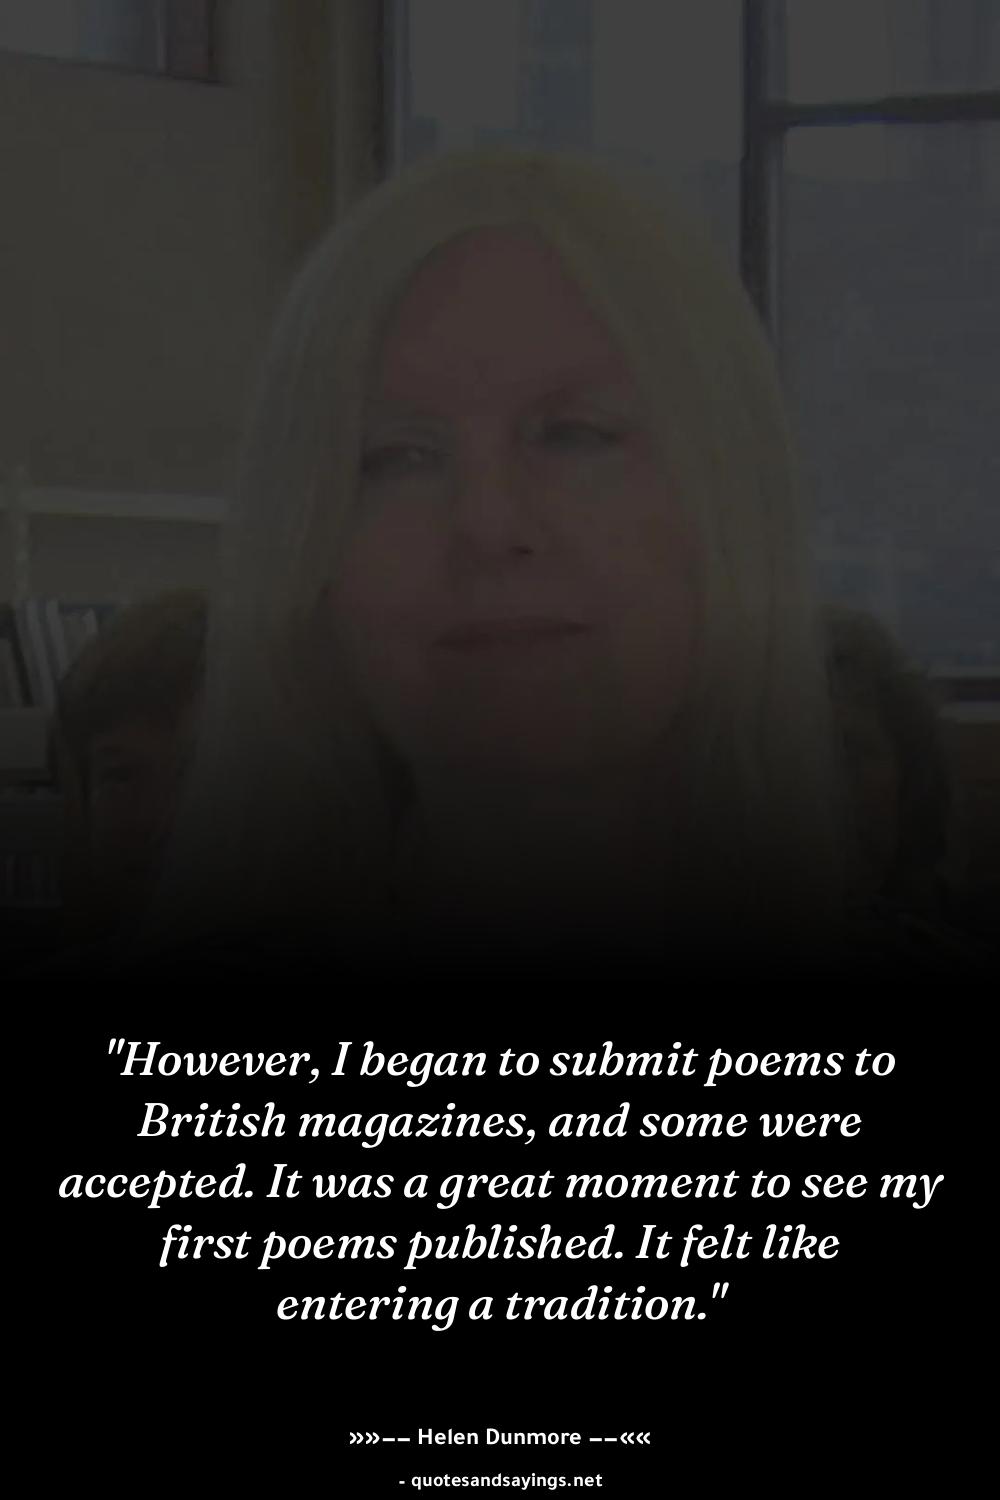 "However, I began to submit poems to
British magazines, and some were
accepted. It was a great moment to see my
first poems published. It felt like
entering a tradition."
»»–– Helen Dunmore ––««
- quotesandsayings.net